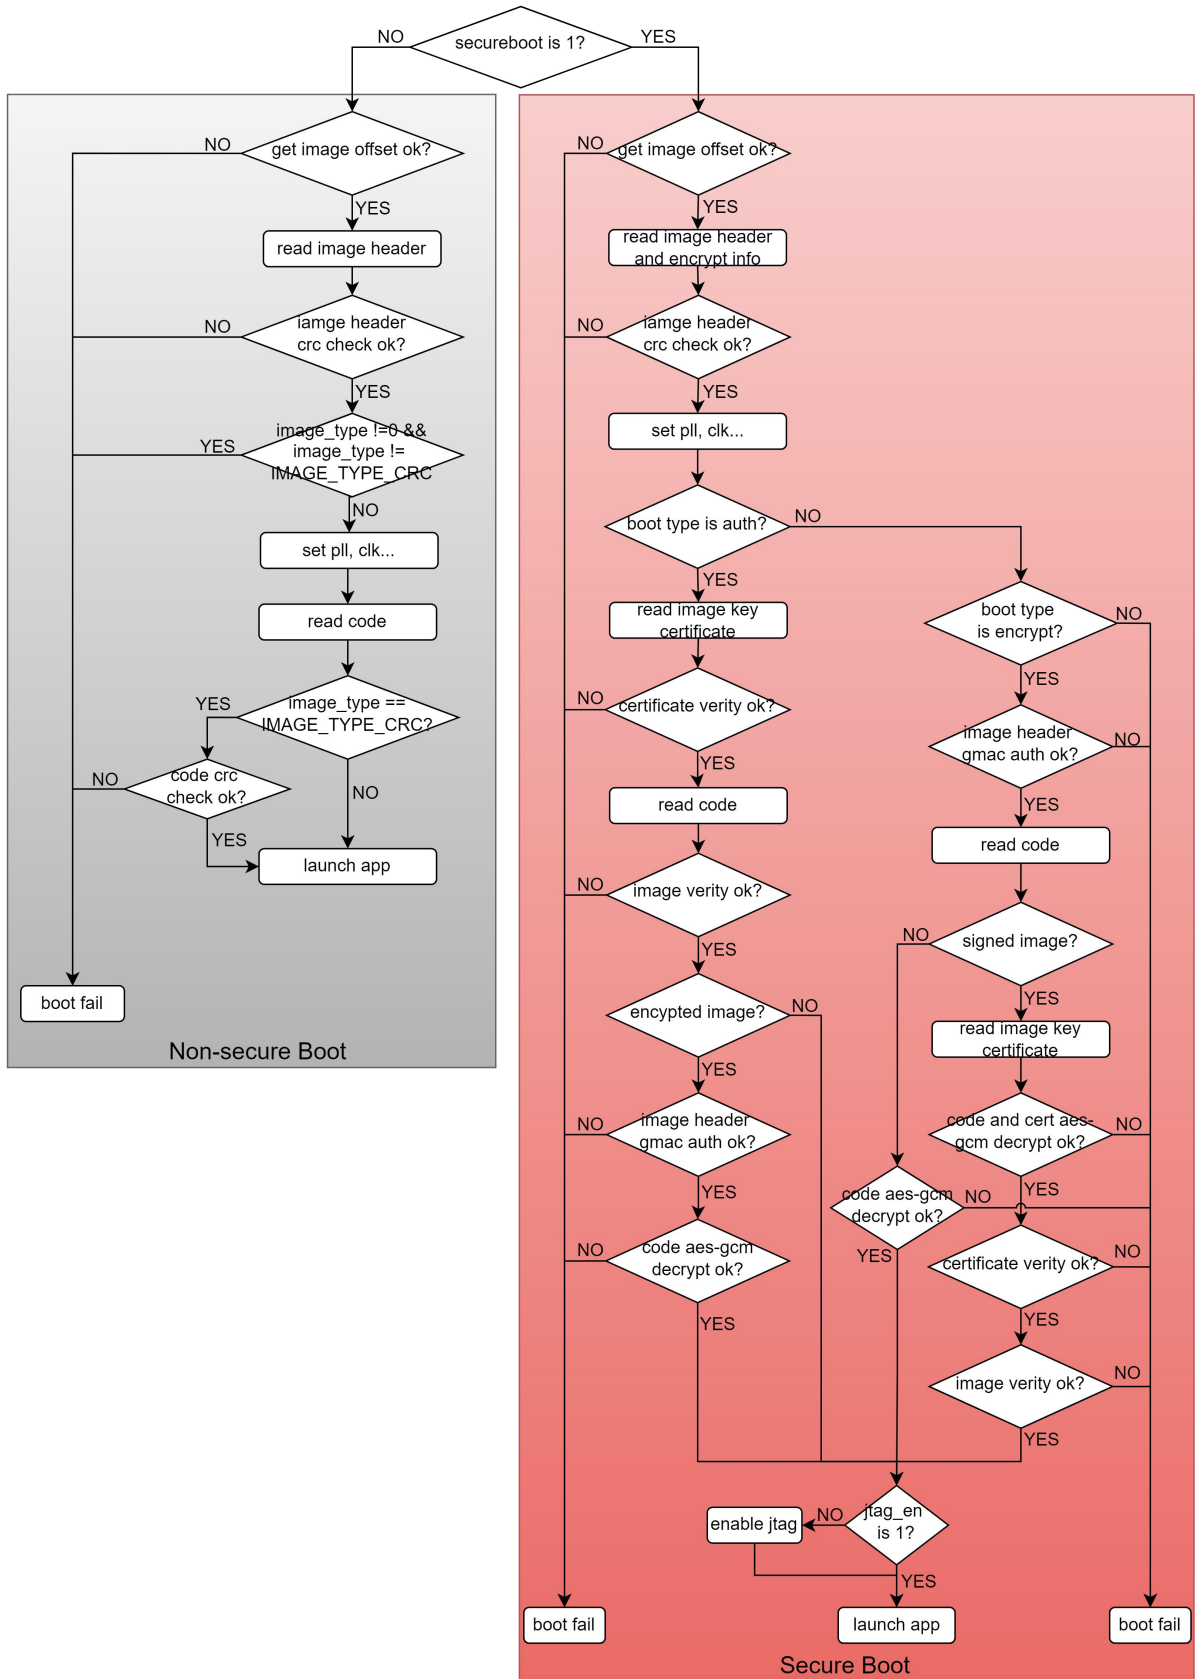 secureboot is 1?
NO
YES
get image offset ok?
NO
YES
read image header
iamge header
crc check ok?
NO
YES
image_type !=0 &&
image_type !=
IMAGE_TYPE_CRC
YES
NO
set pll, clk...
read code
image_type ==
IMAGE_TYPE_CRC?
YES
NO
code crc
check ok?
NO
YES
launch app
boot fail
Non-secure Boot
get image offset ok?
NO
YES
read image header
and encrypt info
iamge header
crc check ok?
NO
YES
set pll, clk...
boot type is auth?
NO
YES
read image key
certificate
certificate verity ok?
NO
YES
read code
image verity ok?
NO
YES
encypted image?
NO
YES
image header
gmac auth ok?
NO
YES
code aes-gcm
decrypt ok?
NO
YES
boot type
is encrypt?
NO
YES
image header
gmac auth ok?
NO
YES
read code
signed image?
NO
YES
read image key
certificate
code and cert aes-
gcm decrypt ok?
NO
YES
code aes-gcm
decrypt ok?
NO
YES
certificate verity ok?
NO
YES
image verity ok?
NO
YES
jtag_en
is 1?
NO
YES
enable jtag
boot fail
launch app
boot fail
Secure Boot